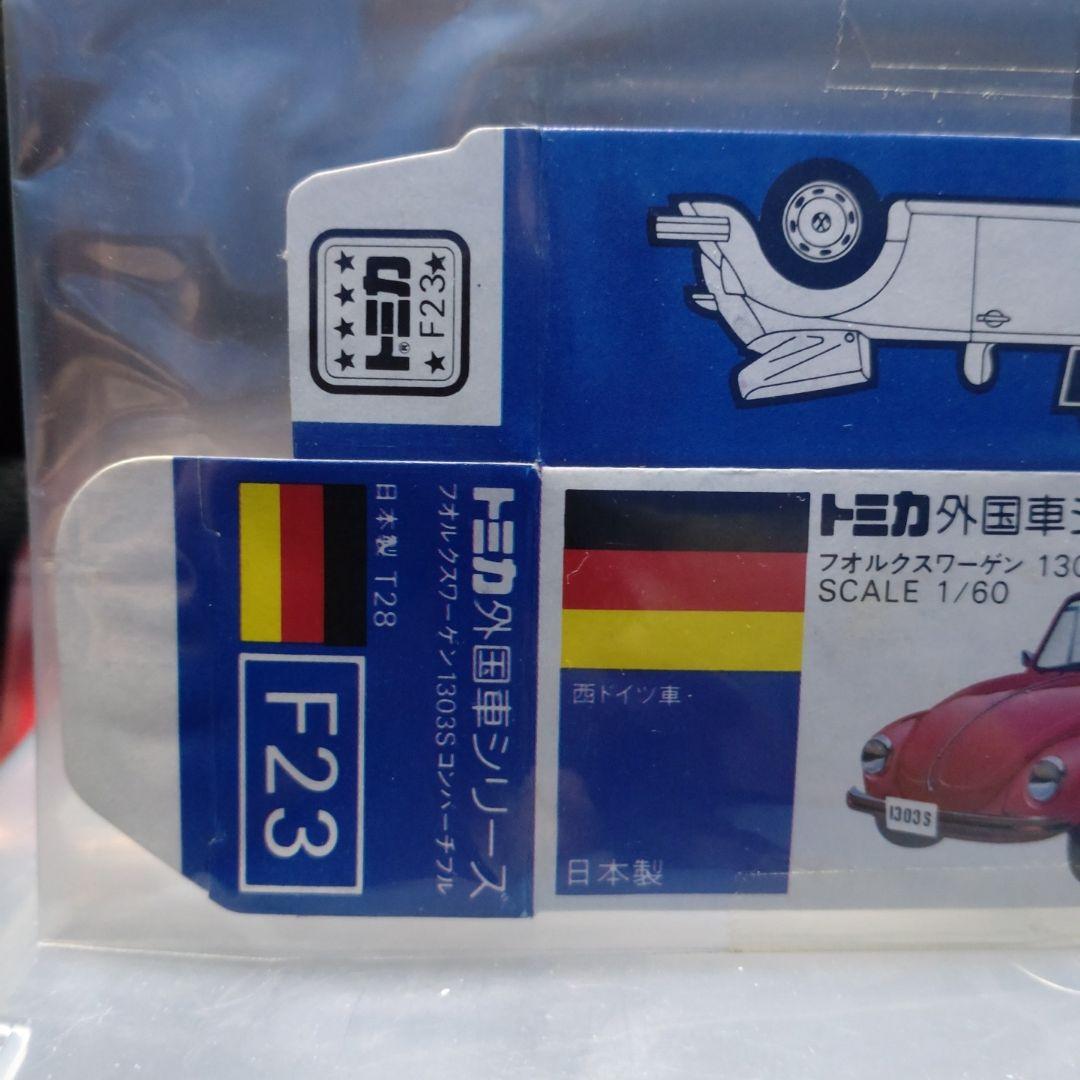 トミカ®
F23
トミカ外国車シリーズ
フオルクスワーゲン1303Sコンバーチブル
日本製 T28
F23
トミカ外国車
フオルクスワーゲン 130
SCALE 1/60
西ドイツ車
1303S
日本製